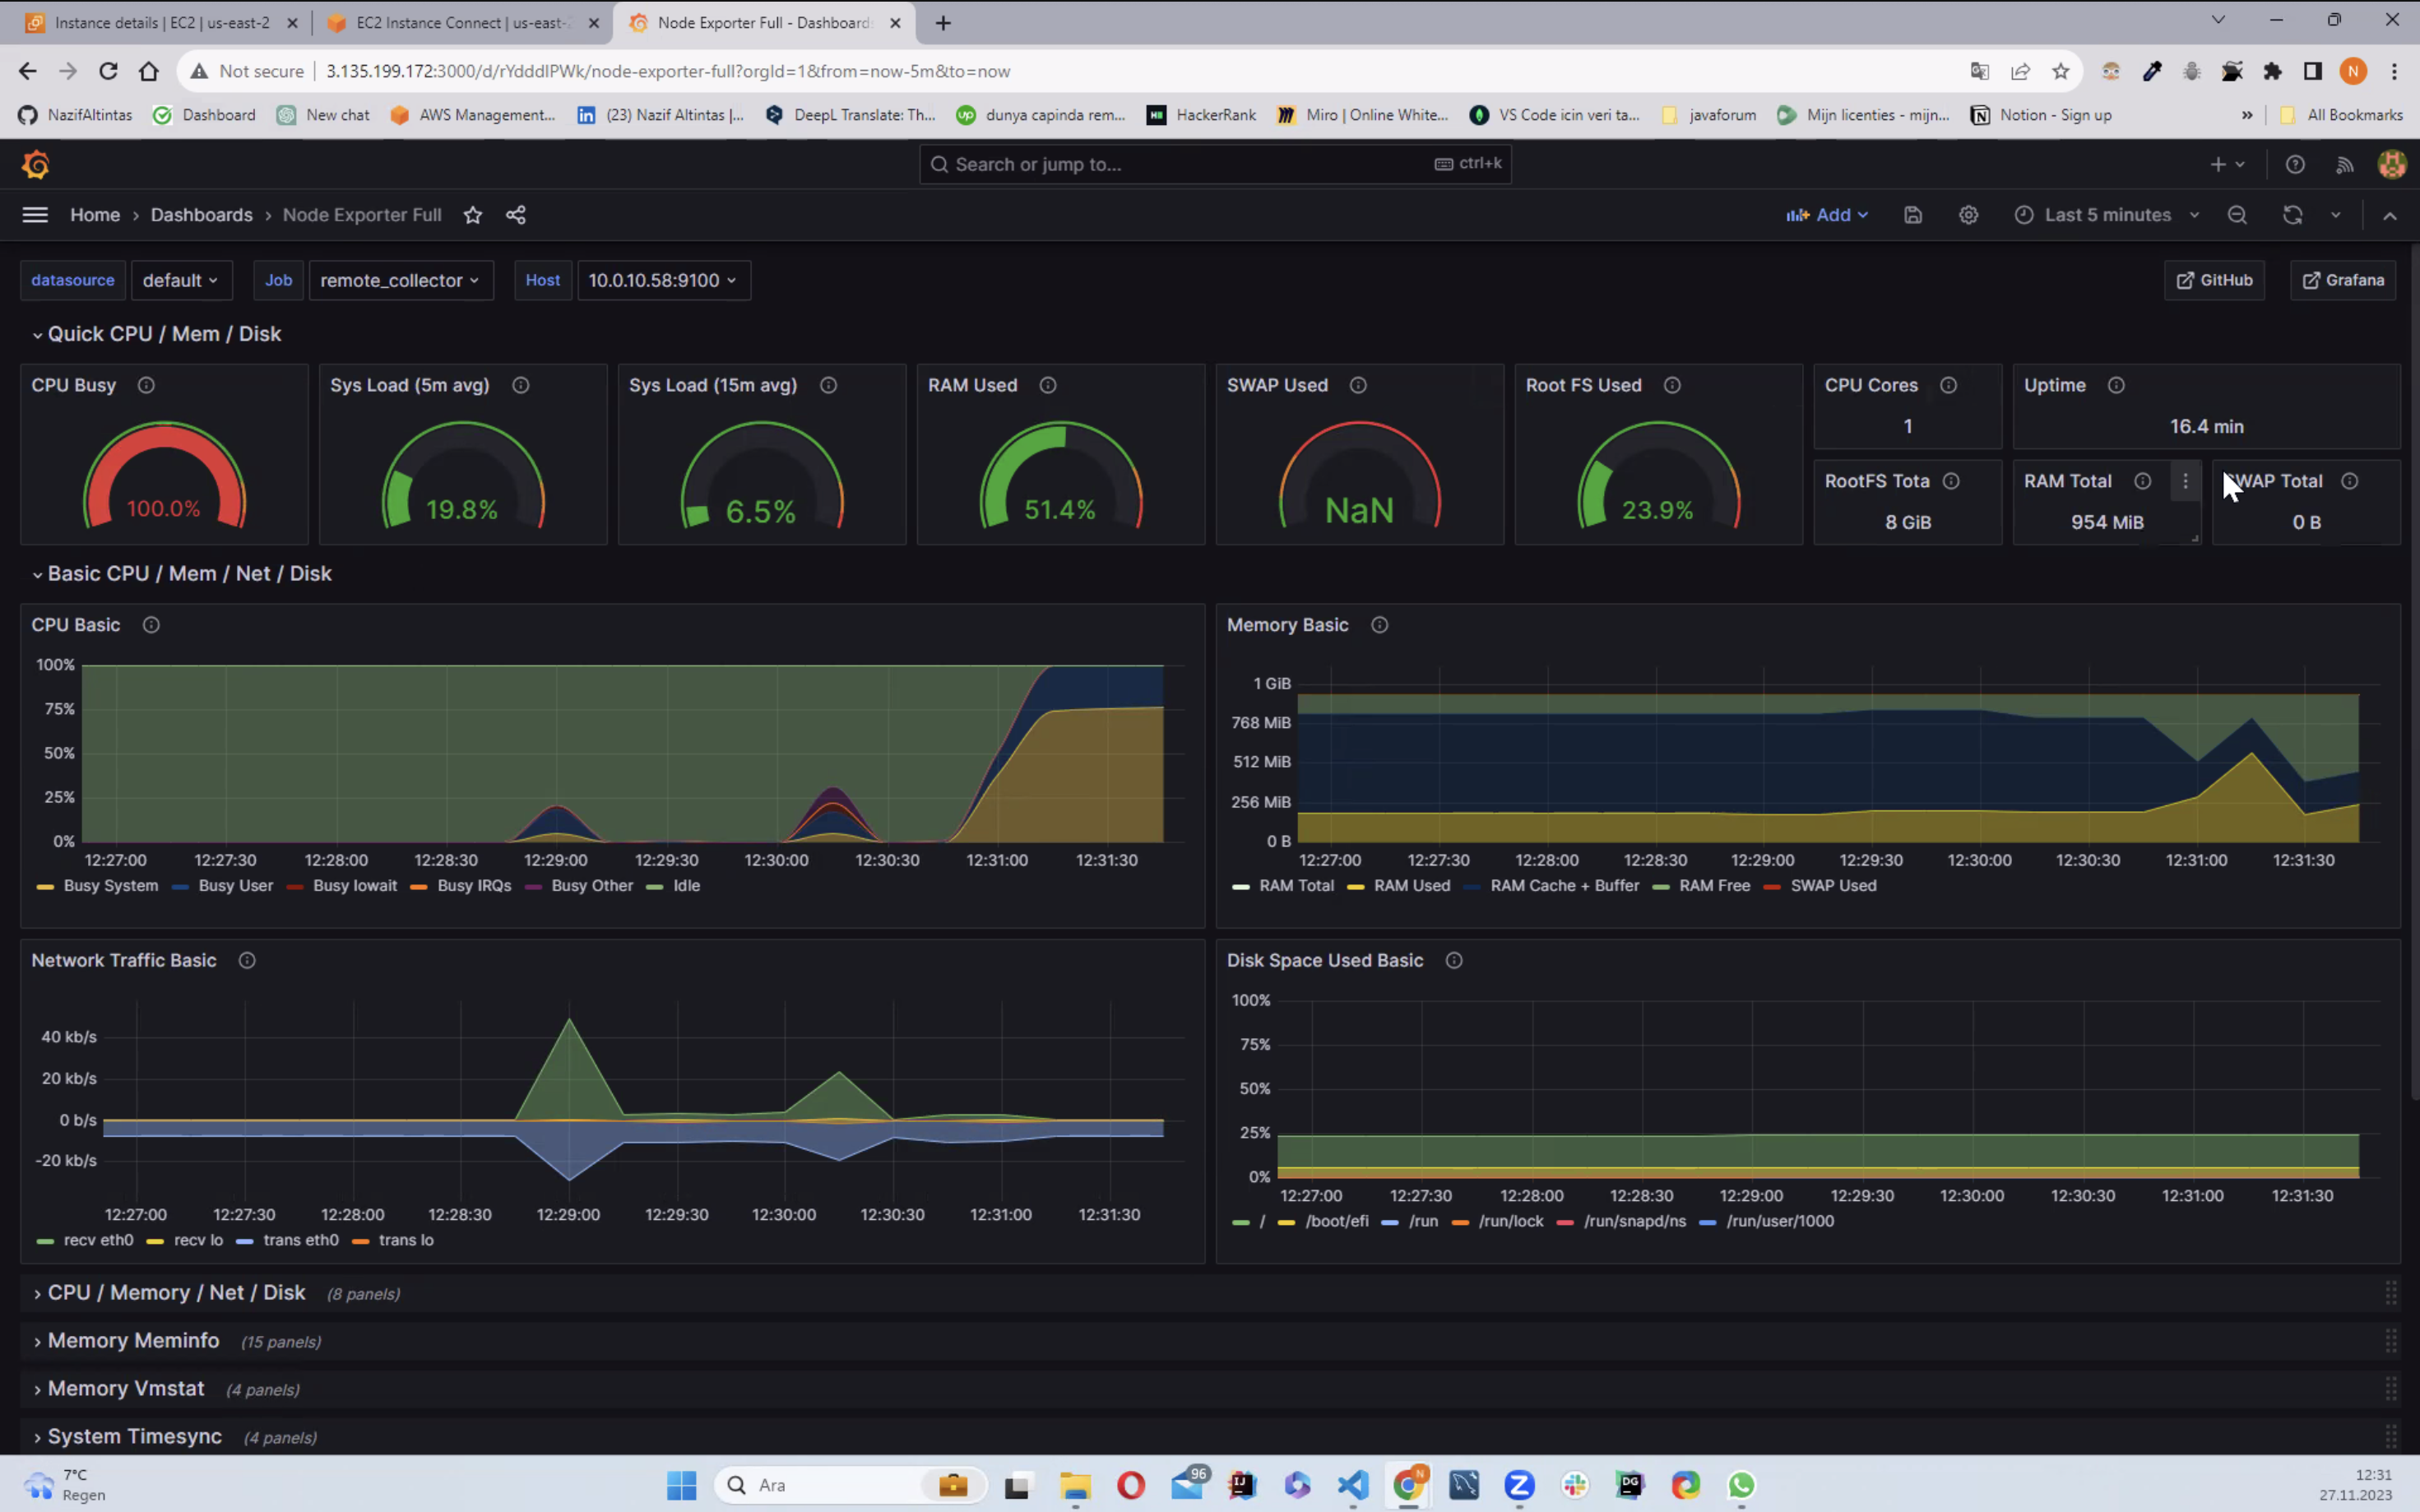 Instance details | EC2 | us-east-2
EC2 Instance Connect | us-east-
Node Exporter Full - Dashboard
Not secure
3.135.199.172:3000/d/rYdddlPWk/node-exporter-full?orgId=1&from=now-5m&to=now
N
NazifAltintas
Dashboard
New chat
AWS Management...
(23) Nazif Altintas |...
DeepL Translate: Th...
dunya capinda rem...
HackerRank
Miro | Online White...
VS Code icin veri ta...
javaforum
Mijn licenties - mijn...
Notion - Sign up
»
All Bookmarks
Search or jump to...
ctrl+k
Home › Dashboards › Node Exporter Full
Add
Last 5 minutes
datasource default Job remote_collector Host 10.0.10.58:9100
GitHub
Grafana
Quick CPU / Mem / Disk
CPU Busy
100.0%
Sys Load (5m avg)
19.8%
Sys Load (15m avg)
6.5%
RAM Used
51.4%
SWAP Used
NaN
Root FS Used
23.9%
CPU Cores
1
Uptime
16.4 min
RootFS Tota
8 GiB
RAM Total
954 MiB
WAP Total
0 B
Basic CPU / Mem / Net / Disk
CPU Basic
100%
75%
50%
25%
0%
12:27:00 12:27:30 12:28:00 12:28:30 12:29:00 12:29:30 12:30:00 12:30:30 12:31:00 12:31:30
Busy System Busy User Busy Iowait Busy IRQs Busy Other Idle
Memory Basic
1 GiB
768 MiB
512 MiB
256 MiB
0 B
12:27:00 12:27:30 12:28:00 12:28:30 12:29:00 12:29:30 12:30:00 12:30:30 12:31:00 12:31:30
RAM Total RAM Used RAM Cache + Buffer RAM Free SWAP Used
Network Traffic Basic
40 kb/s
20 kb/s
0 b/s
-20 kb/s
12:27:00 12:27:30 12:28:00 12:28:30 12:29:00 12:29:30 12:30:00 12:30:30 12:31:00 12:31:30
recv eth0 recv lo trans eth0 trans lo
Disk Space Used Basic
100%
75%
50%
25%
0%
12:27:00 12:27:30 12:28:00 12:28:30 12:29:00 12:29:30 12:30:00 12:30:30 12:31:00 12:31:30
/ /boot/efi /run /run/lock /run/snapd/ns /run/user/1000
CPU / Memory / Net / Disk (8 panels)
Memory Meminfo (15 panels)
Memory Vmstat (4 panels)
System Timesync (4 panels)
7°C
Regen
Ara
96
12:31
27.11.2023